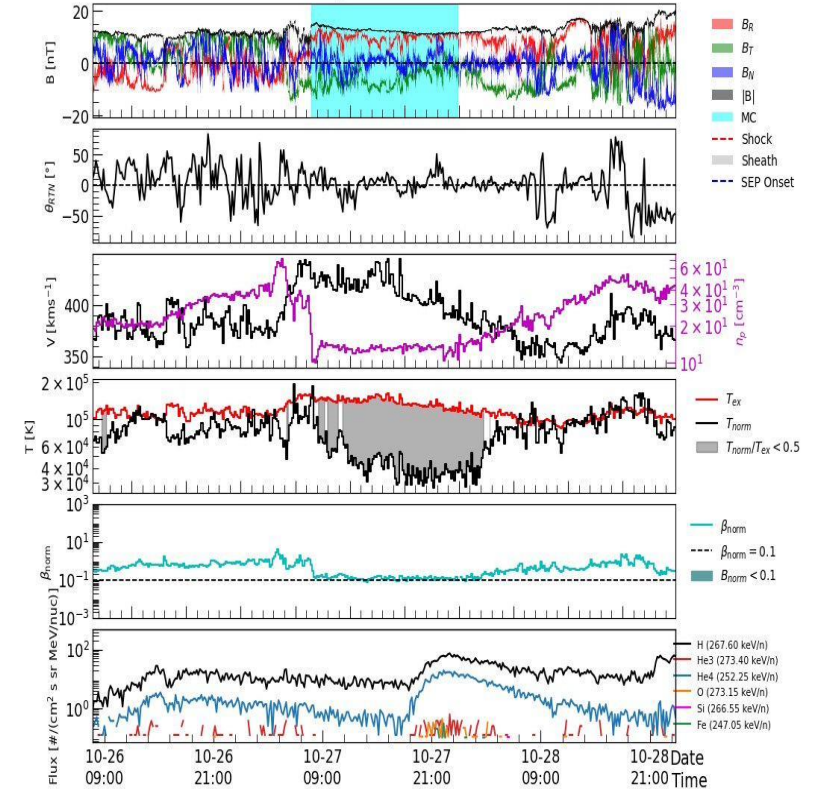 20
0
−20
B [nT]
B_R
B_T
B_N
|B|
MC
Shock
Sheath
SEP Onset
50
0
−50
θ_RTN [°]
400
350
V [kms⁻¹]
6 × 10¹
4 × 10¹
3 × 10¹
2 × 10¹
10¹
n_p [cm⁻³]
2 × 10⁵
10⁵
6 × 10⁴
4 × 10⁴
3 × 10⁴
T [K]
T_ex
T_norm
T_norm/T_ex < 0.5
10³
10¹
10⁻¹
10⁻³
β_norm
β_norm
β_norm = 0.1
B_norm < 0.1
10²
10⁰
Flux [#/(cm² s sr MeV/nuc)]
H (267.60 keV/n)
He3 (273.40 keV/n)
He4 (252.25 keV/n)
O (273.15 keV/n)
Si (266.55 keV/n)
Fe (247.05 keV/n)
10-26 10-26 10-27 10-27 10-28 10-28 Date
09:00 21:00 09:00 21:00 09:00 21:00 Time